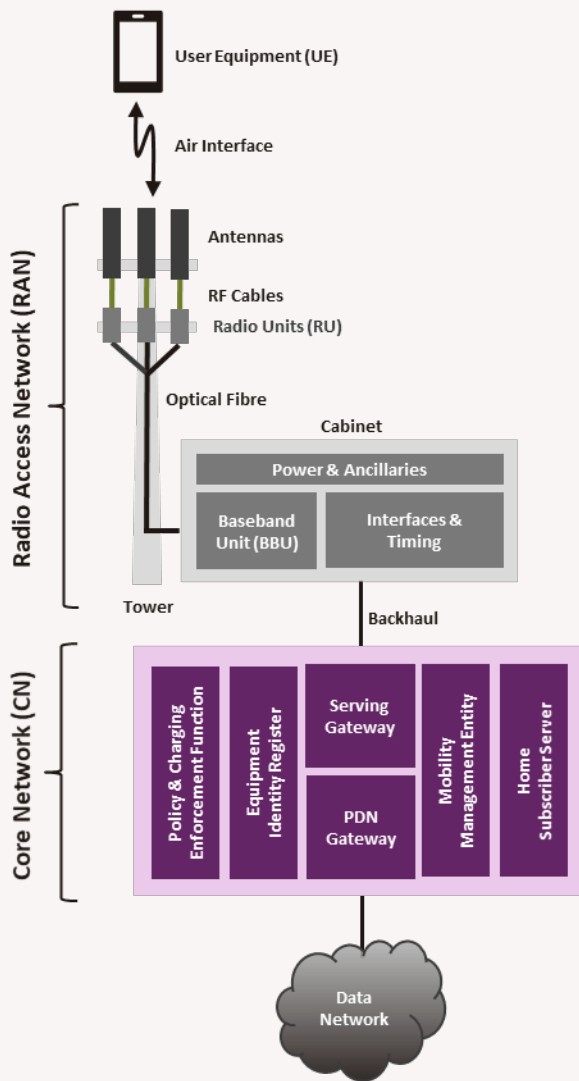 User Equipment (UE)
Air Interface
Radio Access Network (RAN)
Antennas
RF Cables
Radio Units (RU)
Optical Fibre
Cabinet
Power & Ancillaries
Baseband
Unit (BBU)
Interfaces &
Timing
Tower
Backhaul
Core Network (CN)
Policy & Charging
Enforcement Function
Equipment
Identity Register
Serving
Gateway
PDN
Gateway
Mobility
Management Entity
Home
Subscriber Server
Data
Network